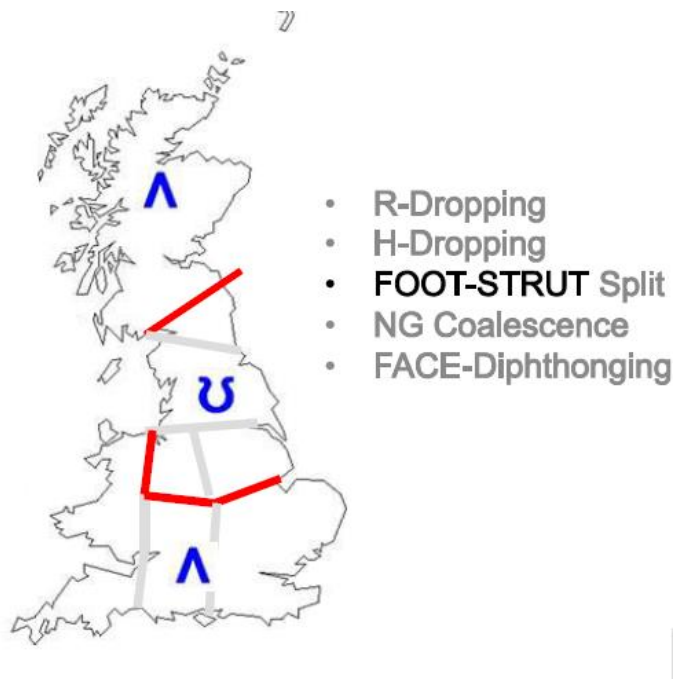 Λ
• R-Dropping
• H-Dropping
• FOOT-STRUT Split
• NG Coalescence
• FACE-Diphthonging
Ʊ
Λ